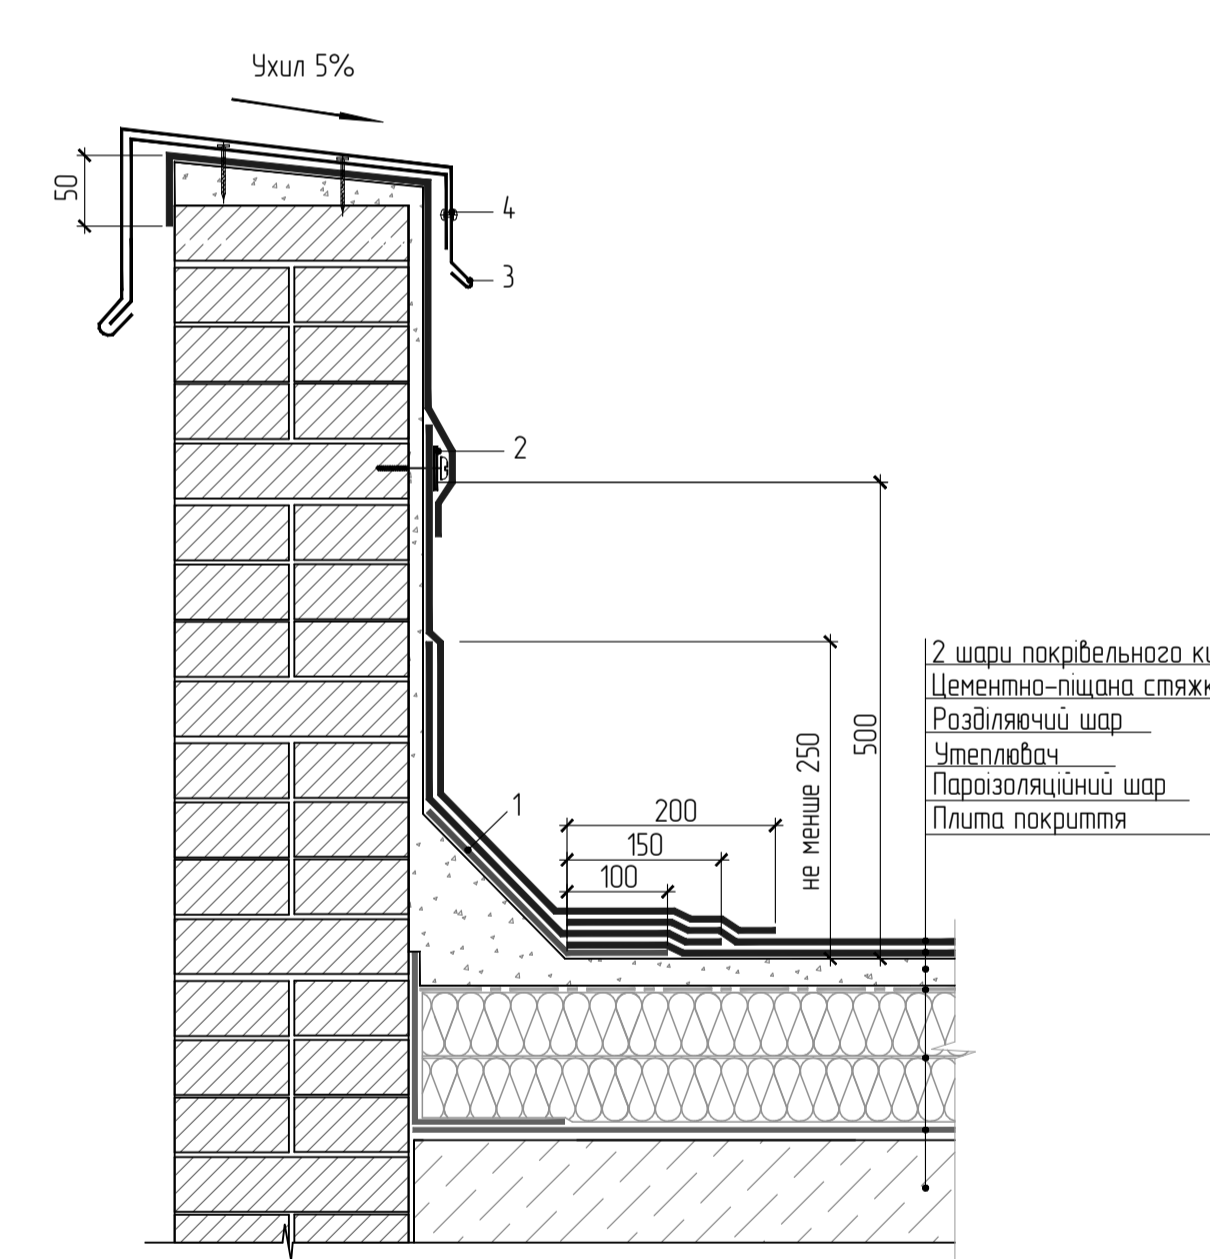 Ухил 5%
50
4
3
2
2 шари покрівельного
Цементно-піщана
Розділяючий шар
Утеплювач
Пароізоляційний шар
Плита покриття
500
не менше 250
1
200
150
100